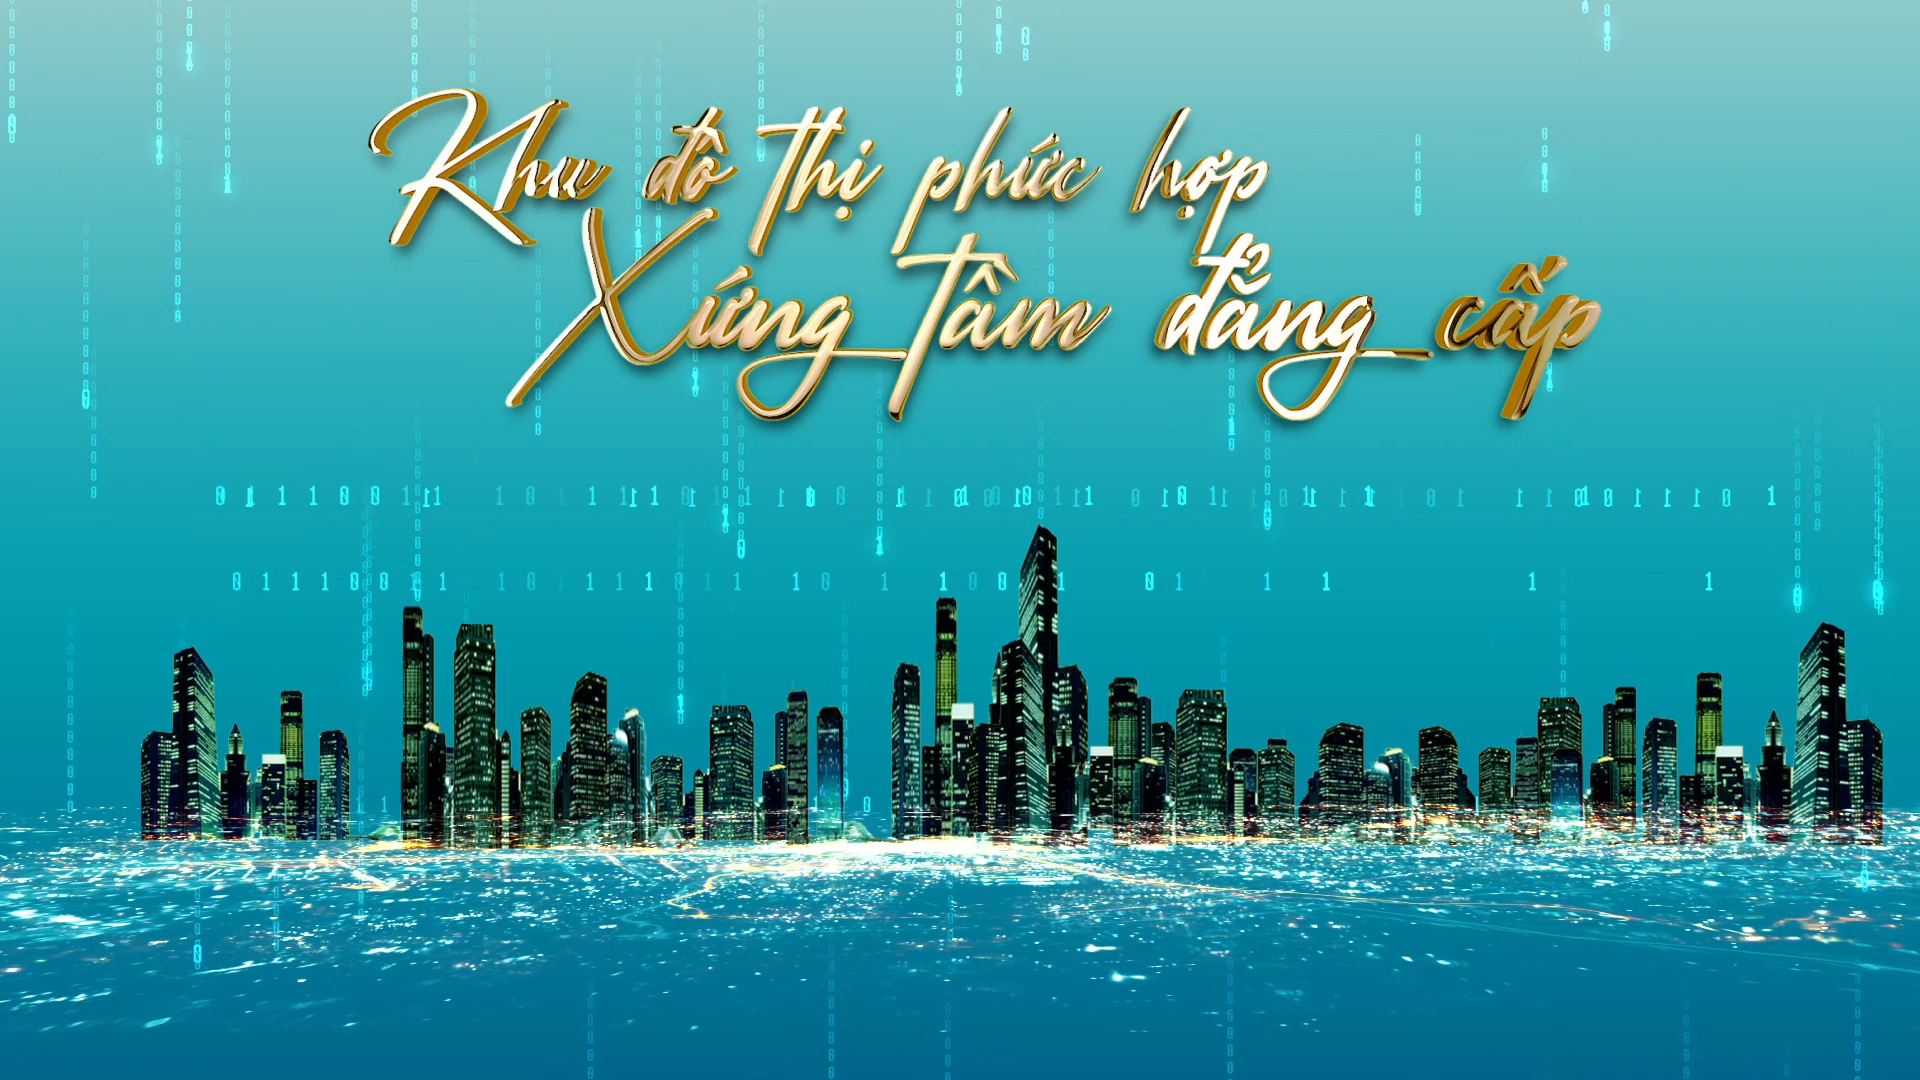 Khu đô thị phức hợp
Xứng Tầm đẳng cấp